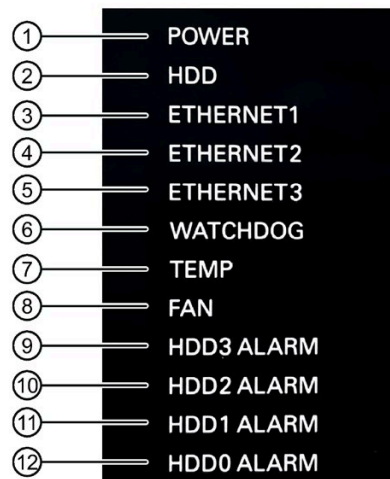 ① POWER
② HDD
③ ETHERNET1
④ ETHERNET2
⑤ ETHERNET3
⑥ WATCHDOG
⑦ TEMP
⑧ FAN
⑨ HDD3 ALARM
⑩ HDD2 ALARM
⑪ HDD1 ALARM
⑫ HDD0 ALARM